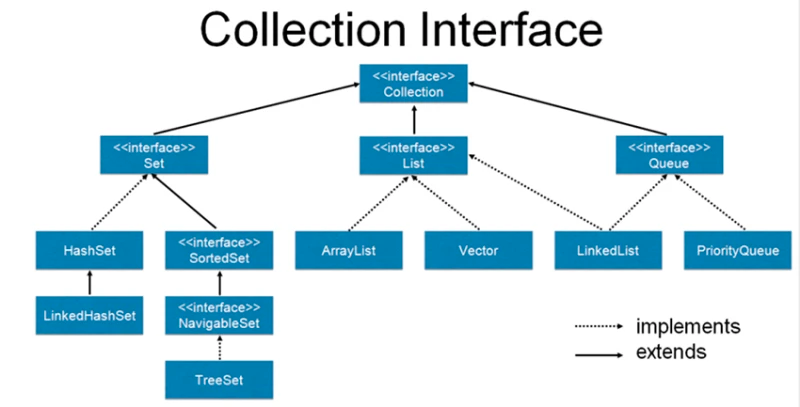 Collection Interface
<<interface>>
Collection
<<interface>>
Set
<<interface>>
List
<<interface>>
Queue
HashSet
<<interface>>
SortedSet
ArrayList
Vector
LinkedList
PriorityQueue
LinkedHashSet
<<interface>>
NavigableSet
TreeSet
implements
extends